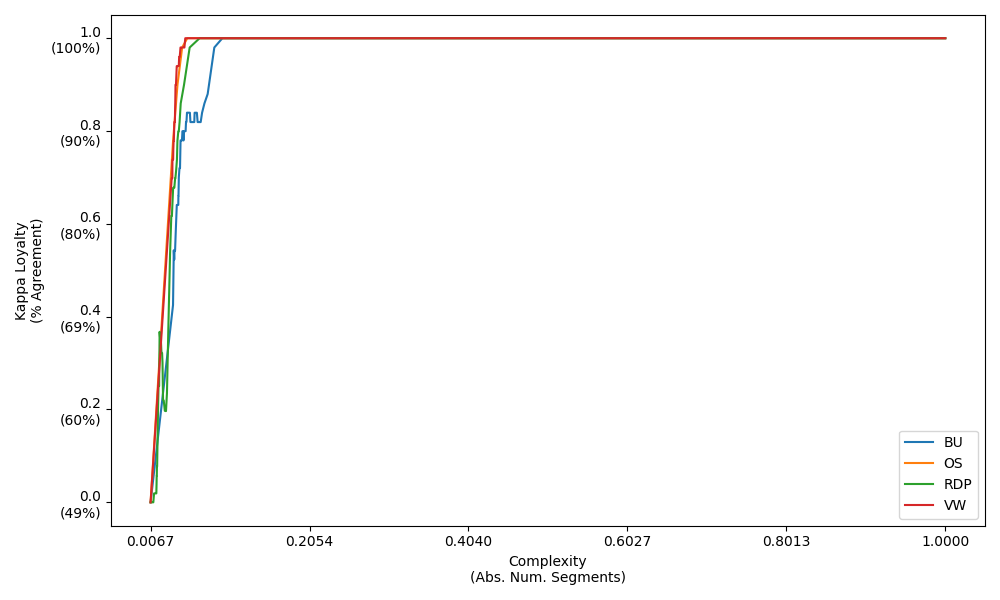 1.0
(100%)
0.8
(90%)
0.6
(80%)
0.4
(69%)
0.2
(60%)
0.0
(49%)
Kappa Loyalty
(% Agreement)
0.0067
0.2054
0.4040
0.6027
0.8013
1.0000
Complexity
(Abs. Num. Segments)
BU
OS
RDP
VW